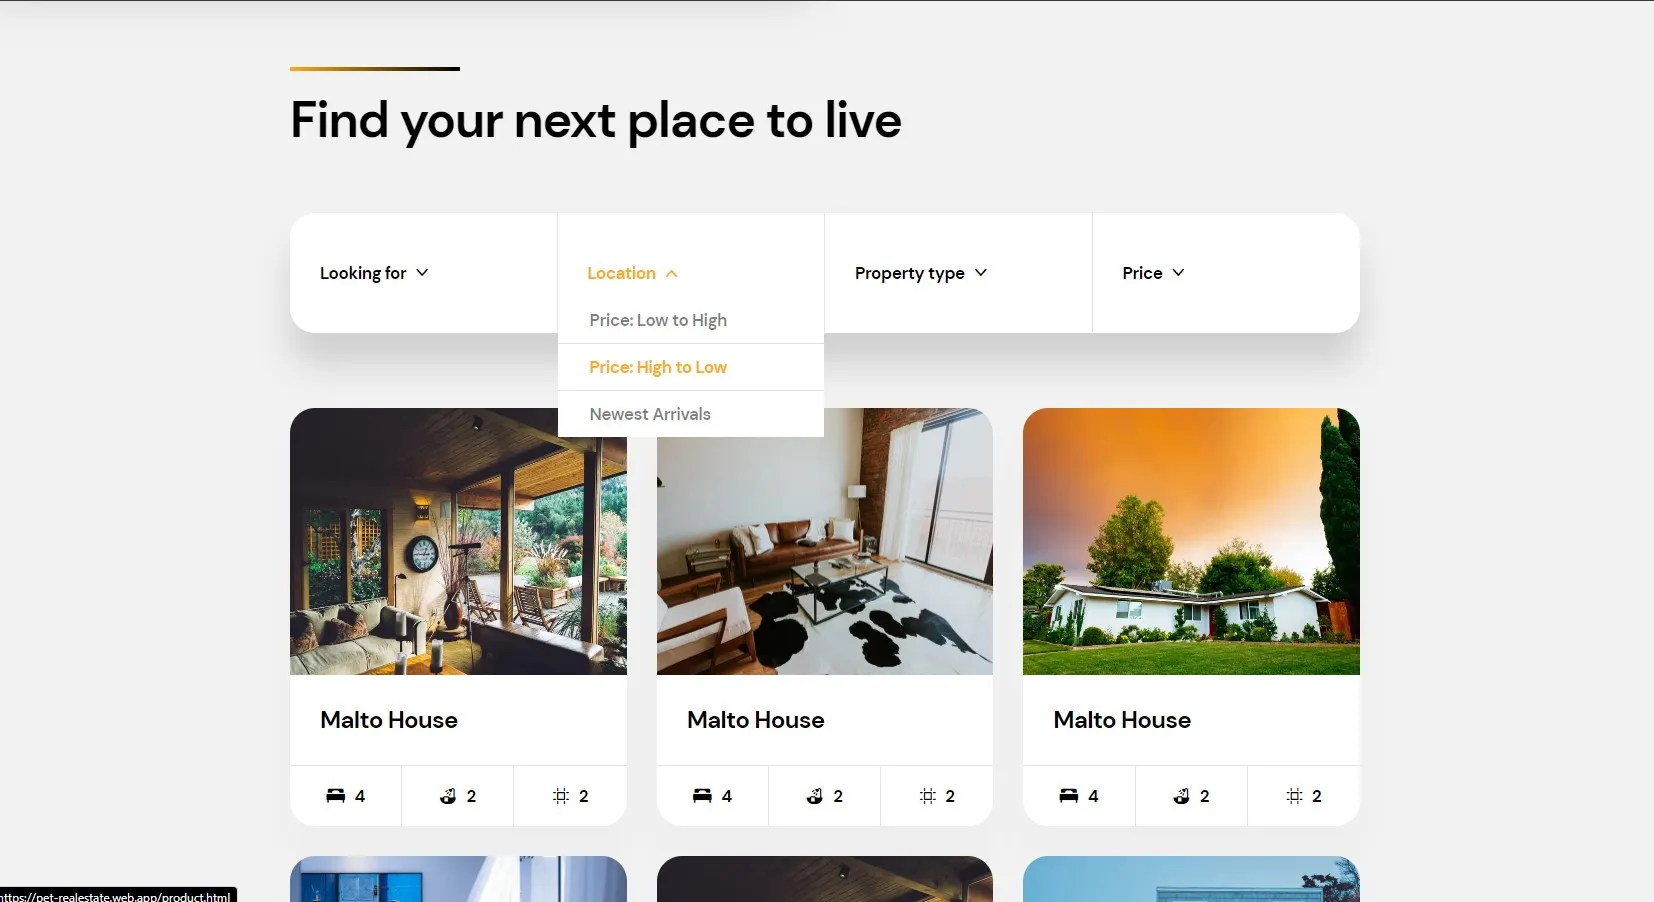 Find your next place to live
Looking for
Location
Property type
Price
Price: Low to High
Price: High to Low
Newest Arrivals
Malto House
Malto House
Malto House
4 2 2
4 2 2
4 2 2
https://pet-realestate.web.app/product.html